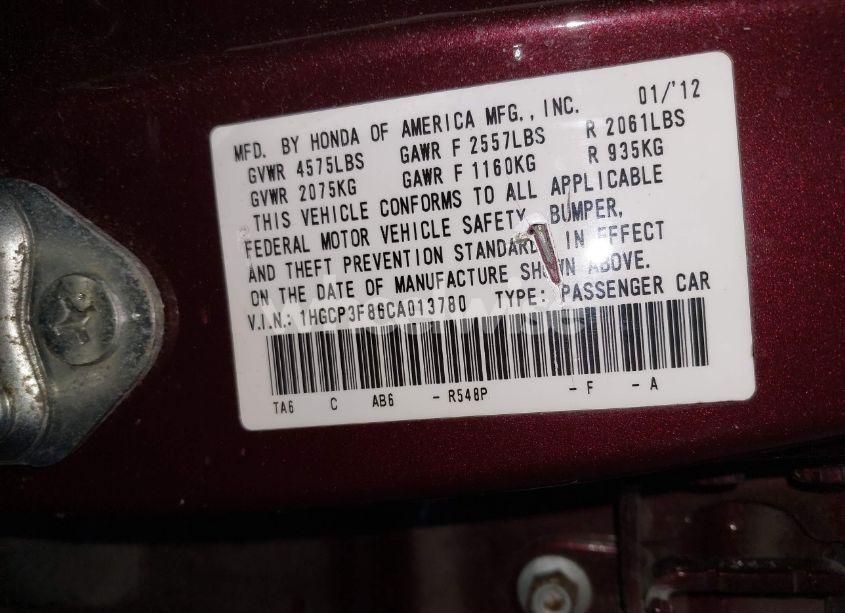 MFD. BY HONDA OF AMERICA MFG., INC. 01/'12
GVWR 4575LBS GAWR F 2557LBS R 2061LBS
GVWR 2075KG GAWR F 1160KG R 935KG
THIS VEHICLE CONFORMS TO ALL APPLICABLE
FEDERAL MOTOR VEHICLE SAFETY, BUMPER,
AND THEFT PREVENTION STANDARDS IN EFFECT
ON THE DATE OF MANUFACTURE SHOWN ABOVE.
V.I.N.: 1HGCP3F86CA013780 TYPE: PASSENGER CAR
TA6 C AB6 - R548P - F - A